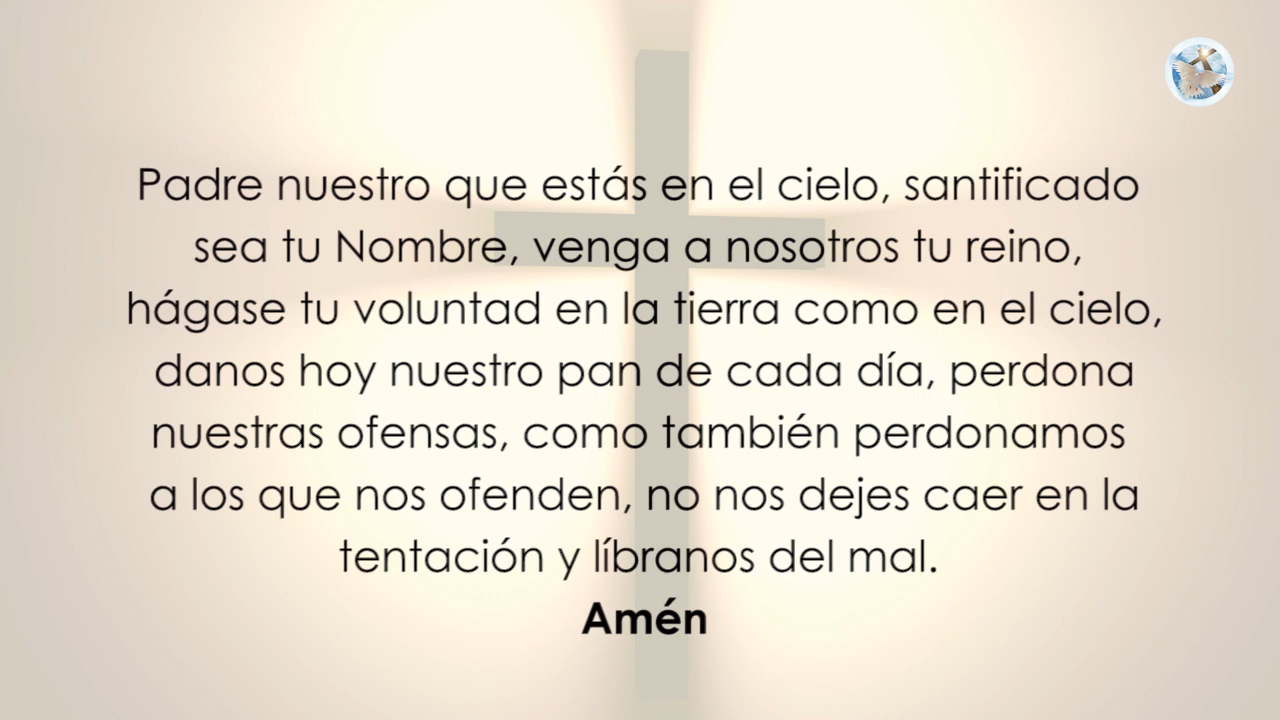 Padre nuestro que estás en el cielo, santificado
sea tu Nombre, venga a nosotros tu reino,
hágase tu voluntad en la tierra como en el cielo,
danos hoy nuestro pan de cada día, perdona
nuestras ofensas, como también perdonamos
a los que nos ofenden, no nos dejes caer en la
tentación y líbranos del mal.
Amén